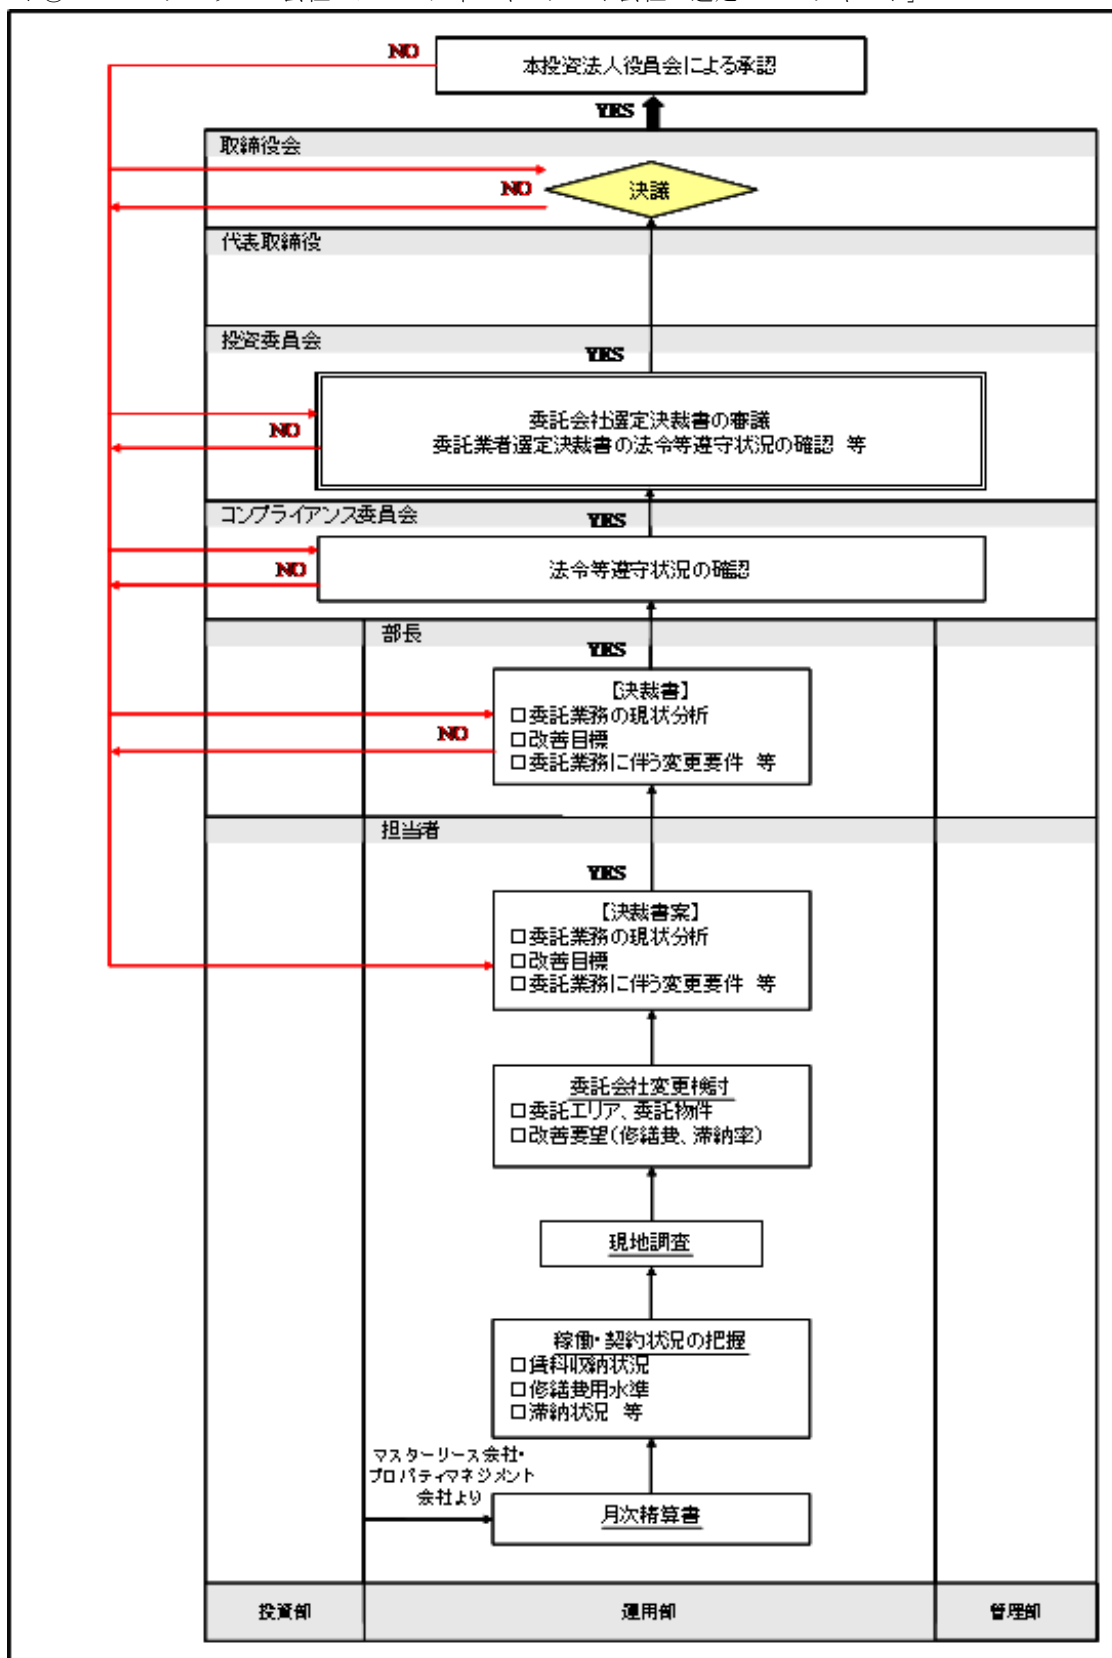 NO
本投資法人役員会による承認
YES
取締役会
NO
決議
代表取締役
投資委員会
YES
委託会社選定決裁書の審議
NO
委託業者選定決裁書の法令等遵守状況の確認 等
コンプライアンス委員会
YES
NO
法令等遵守状況の確認
部長
YES
【決裁書】
□委託業務の現状分析
NO
□改善目標
□委託業務に伴う変更要件 等
担当者
YES
【決裁書案】
□委託業務の現状分析
□改善目標
□委託業務に伴う変更要件 等
委託会社変更検討
□委託エリア、委託物件
□改善要望(修繕費、滞納率)
現地調査
稼働・契約状況の把握
□賃料収納状況
□修繕費用水準
□滞納状況 等
マスターリース会社・
プロパティマネジメント
会社より
月次精算書
投資部
運用部
管理部